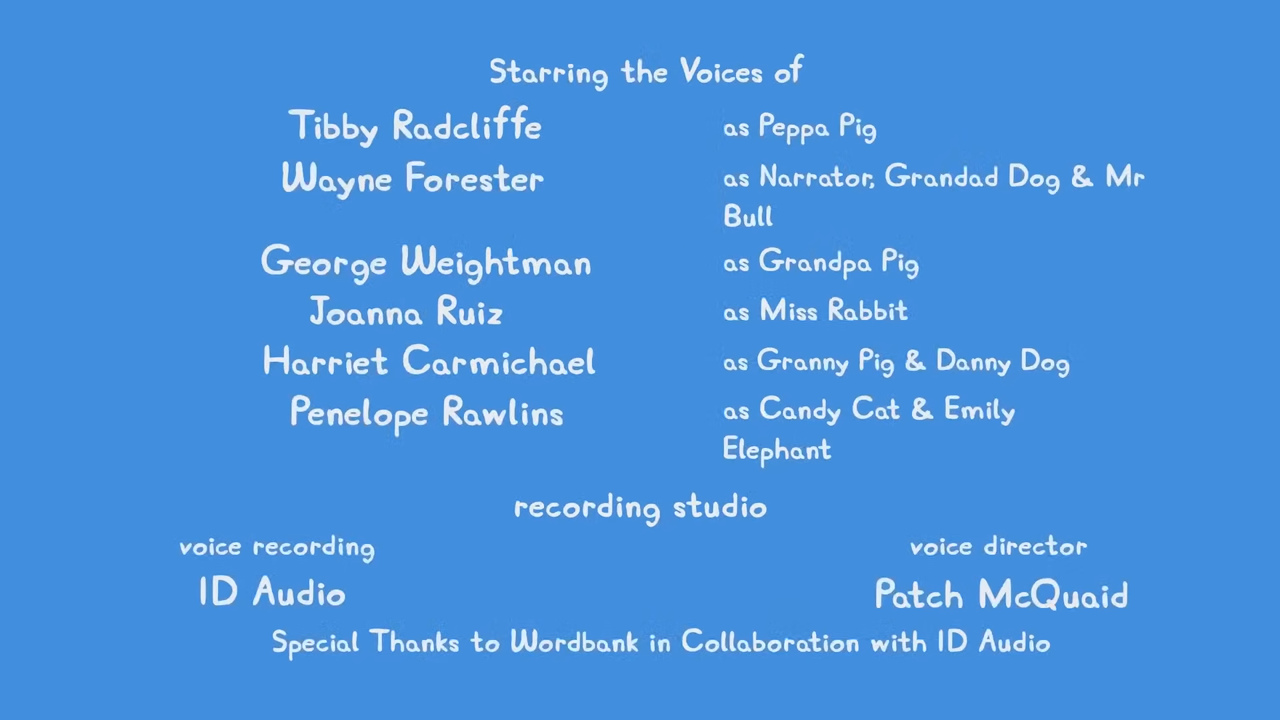 Starring the Voices of
Tibby Radcliffe as Peppa Pig
Wayne Forester as Narrator, Grandad Dog & Mr
Bull
George Weightman as Grandpa Pig
Joanna Ruiz as Miss Rabbit
Harriet Carmichael as Granny Pig & Danny Dog
Penelope Rawlins as Candy Cat & Emily
Elephant
recording studio
voice recording voice director
ID Audio Patch McQuaid
Special Thanks to Wordbank in Collaboration with ID Audio